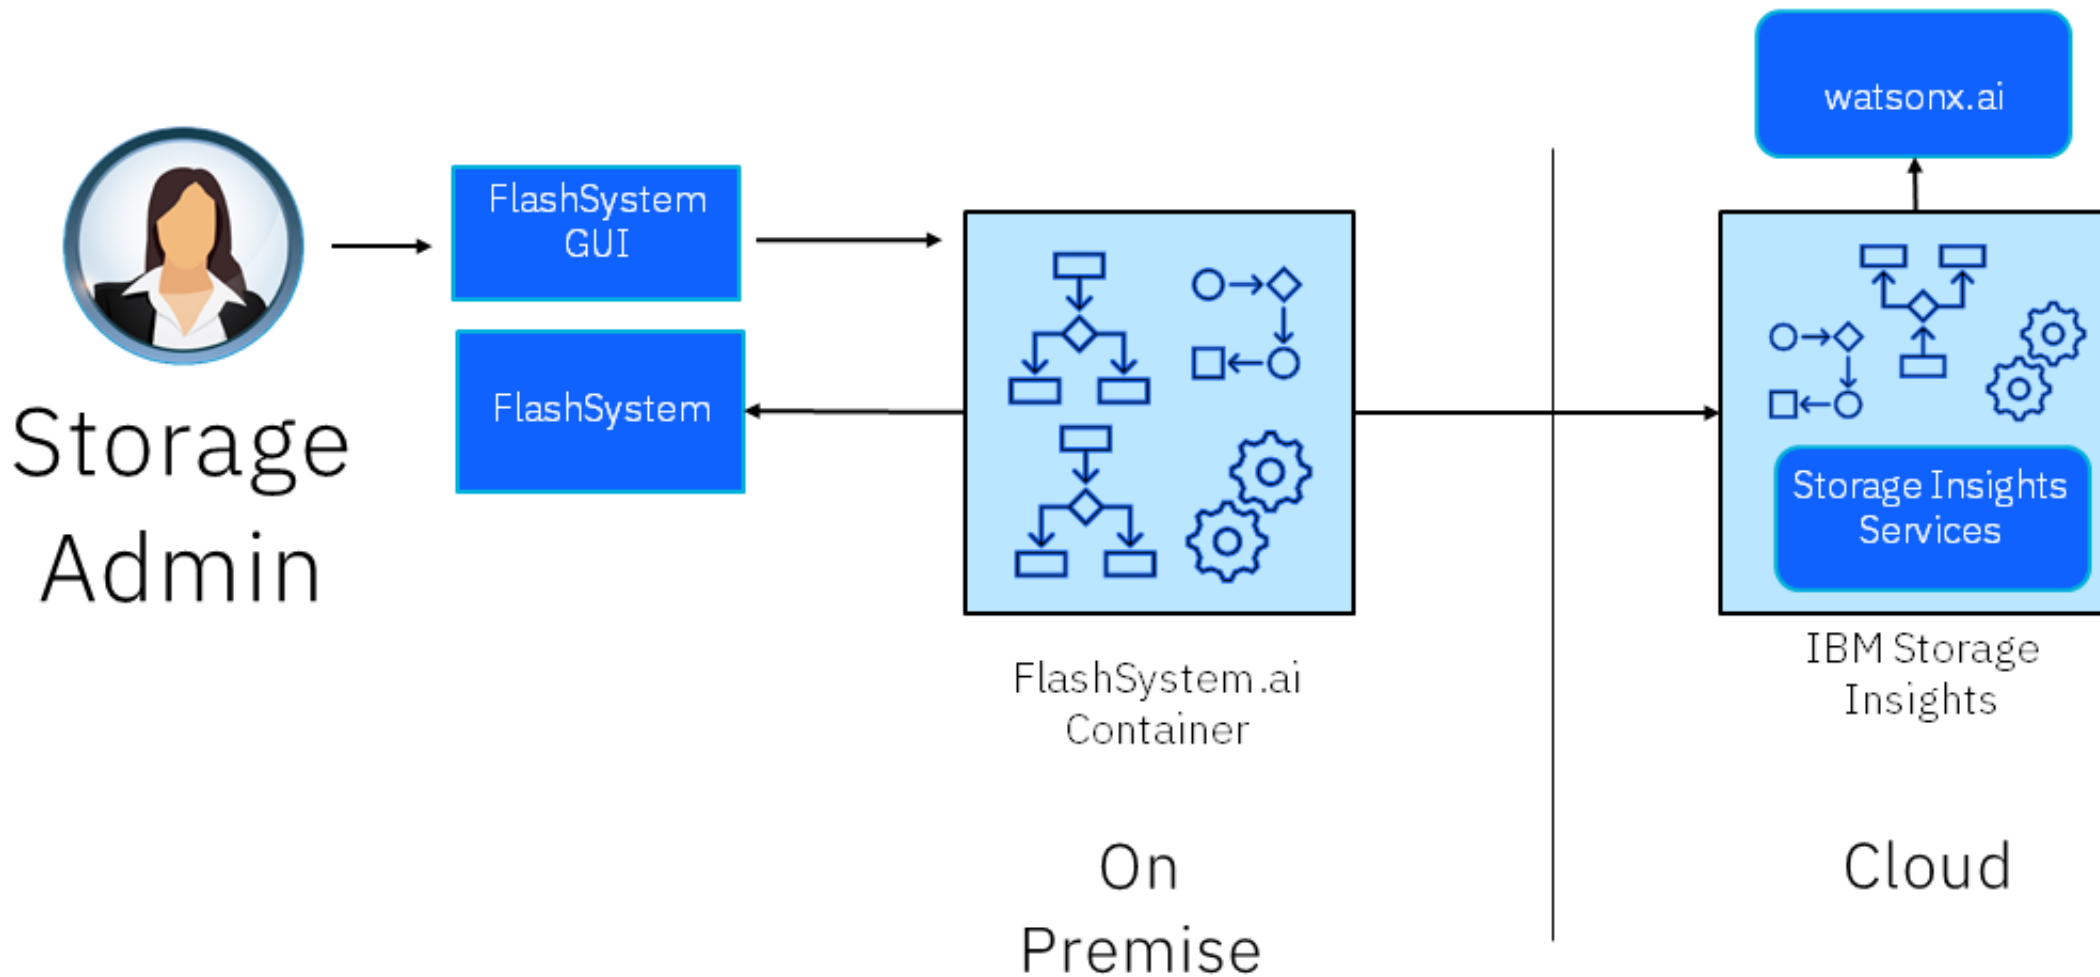 watsonx.ai
FlashSystem
GUI
FlashSystem
Storage
Admin
Storage Insights
Services
FlashSystem.ai
Container
IBM Storage
Insights
On
Premise
Cloud